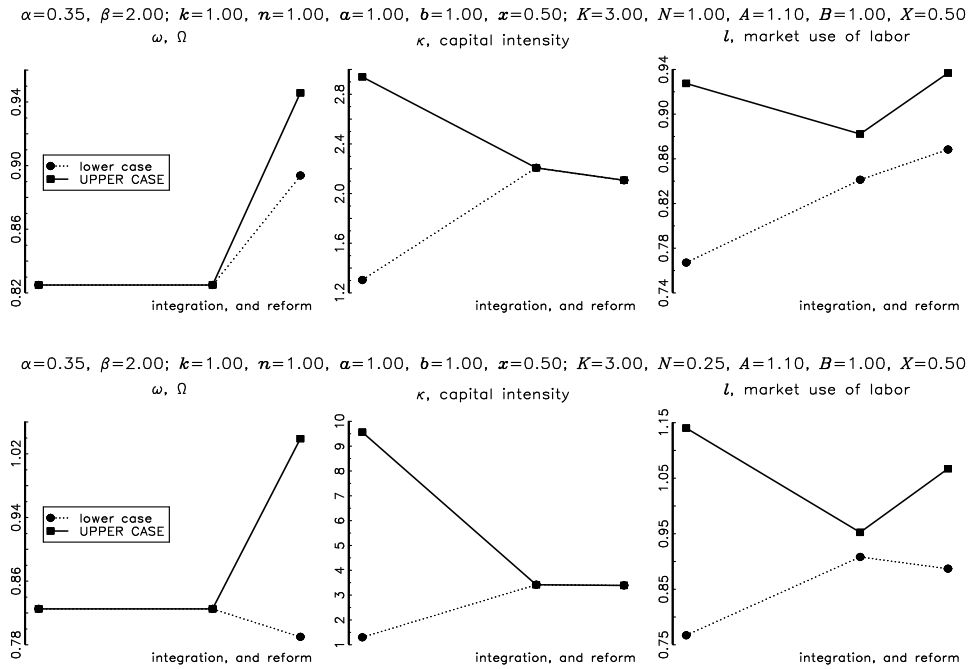 α=0.35, β=2.00; k=1.00, n=1.00, a=1.00, b=1.00, x=0.50; K=3.00, N=1.00, A=1.10, B=1.00, X=0.50
ω, Ω
κ, capital intensity
l, market use of labor
0.82 0.86 0.90 0.94
1.2 1.6 2.0 2.4 2.8
0.74 0.78 0.82 0.86 0.90 0.94
lower case
UPPER CASE
integration, and reform
integration, and reform
integration, and reform
α=0.35, β=2.00; k=1.00, n=1.00, a=1.00, b=1.00, x=0.50; K=3.00, N=0.25, A=1.10, B=1.00, X=0.50
ω, Ω
κ, capital intensity
l, market use of labor
0.78 0.86 0.94 1.02
1 2 3 4 5 6 7 8 9 10
0.75 0.85 0.95 1.05 1.15
lower case
UPPER CASE
integration, and reform
integration, and reform
integration, and reform